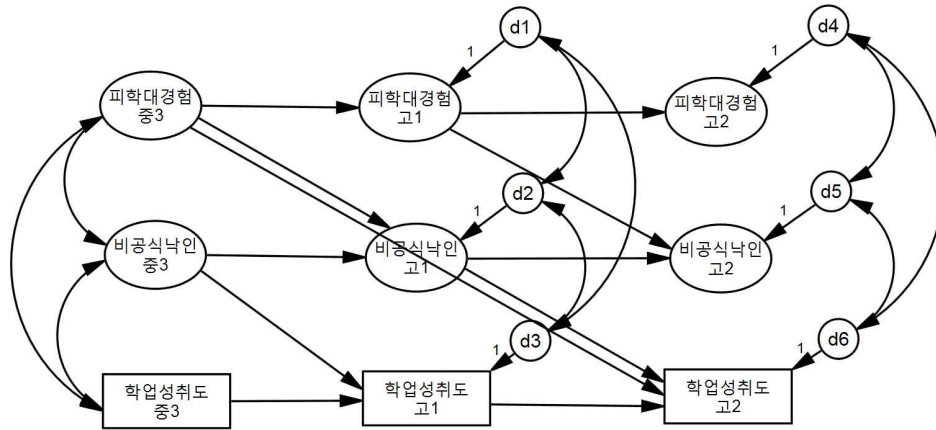 d1
d4
1
1
피학대경험
중3
피학대경험
고1
피학대경험
고2
d2
d5
1
1
비공식낙인
중3
비공식낙인
고1
비공식낙인
고2
d3
d6
1
1
학업성취도
중3
학업성취도
고1
학업성취도
고2